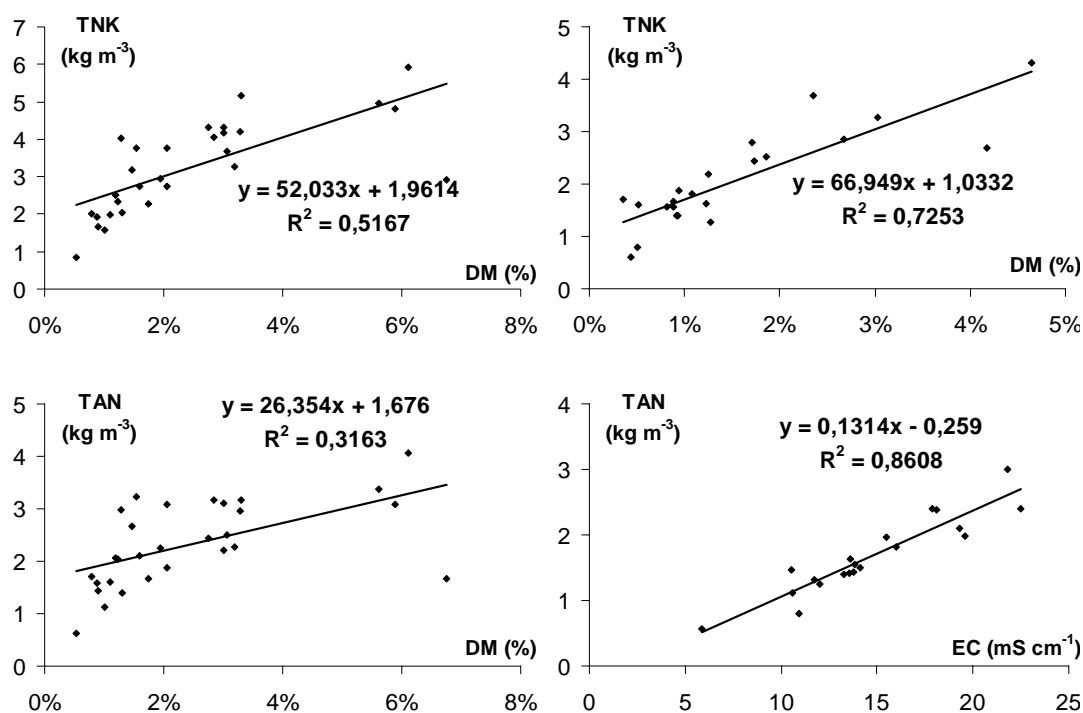 TNK
(kg m⁻³)
7
6
5
4
3
2
1
0
y = 52,033x + 1,9614
R² = 0,5167
DM (%)
0% 2% 4% 6% 8%
TNK
(kg m⁻³)
5
4
3
2
1
0
y = 66,949x + 1,0332
R² = 0,7253
DM (%)
0% 1% 2% 3% 4% 5%
TAN
(kg m⁻³)
5
4
3
2
1
0
y = 26,354x + 1,676
R² = 0,3163
DM (%)
0% 2% 4% 6% 8%
TAN
(kg m⁻³)
4
3
2
1
0
y = 0,1314x - 0,259
R² = 0,8608
EC (mS cm⁻¹)
0 5 10 15 20 25